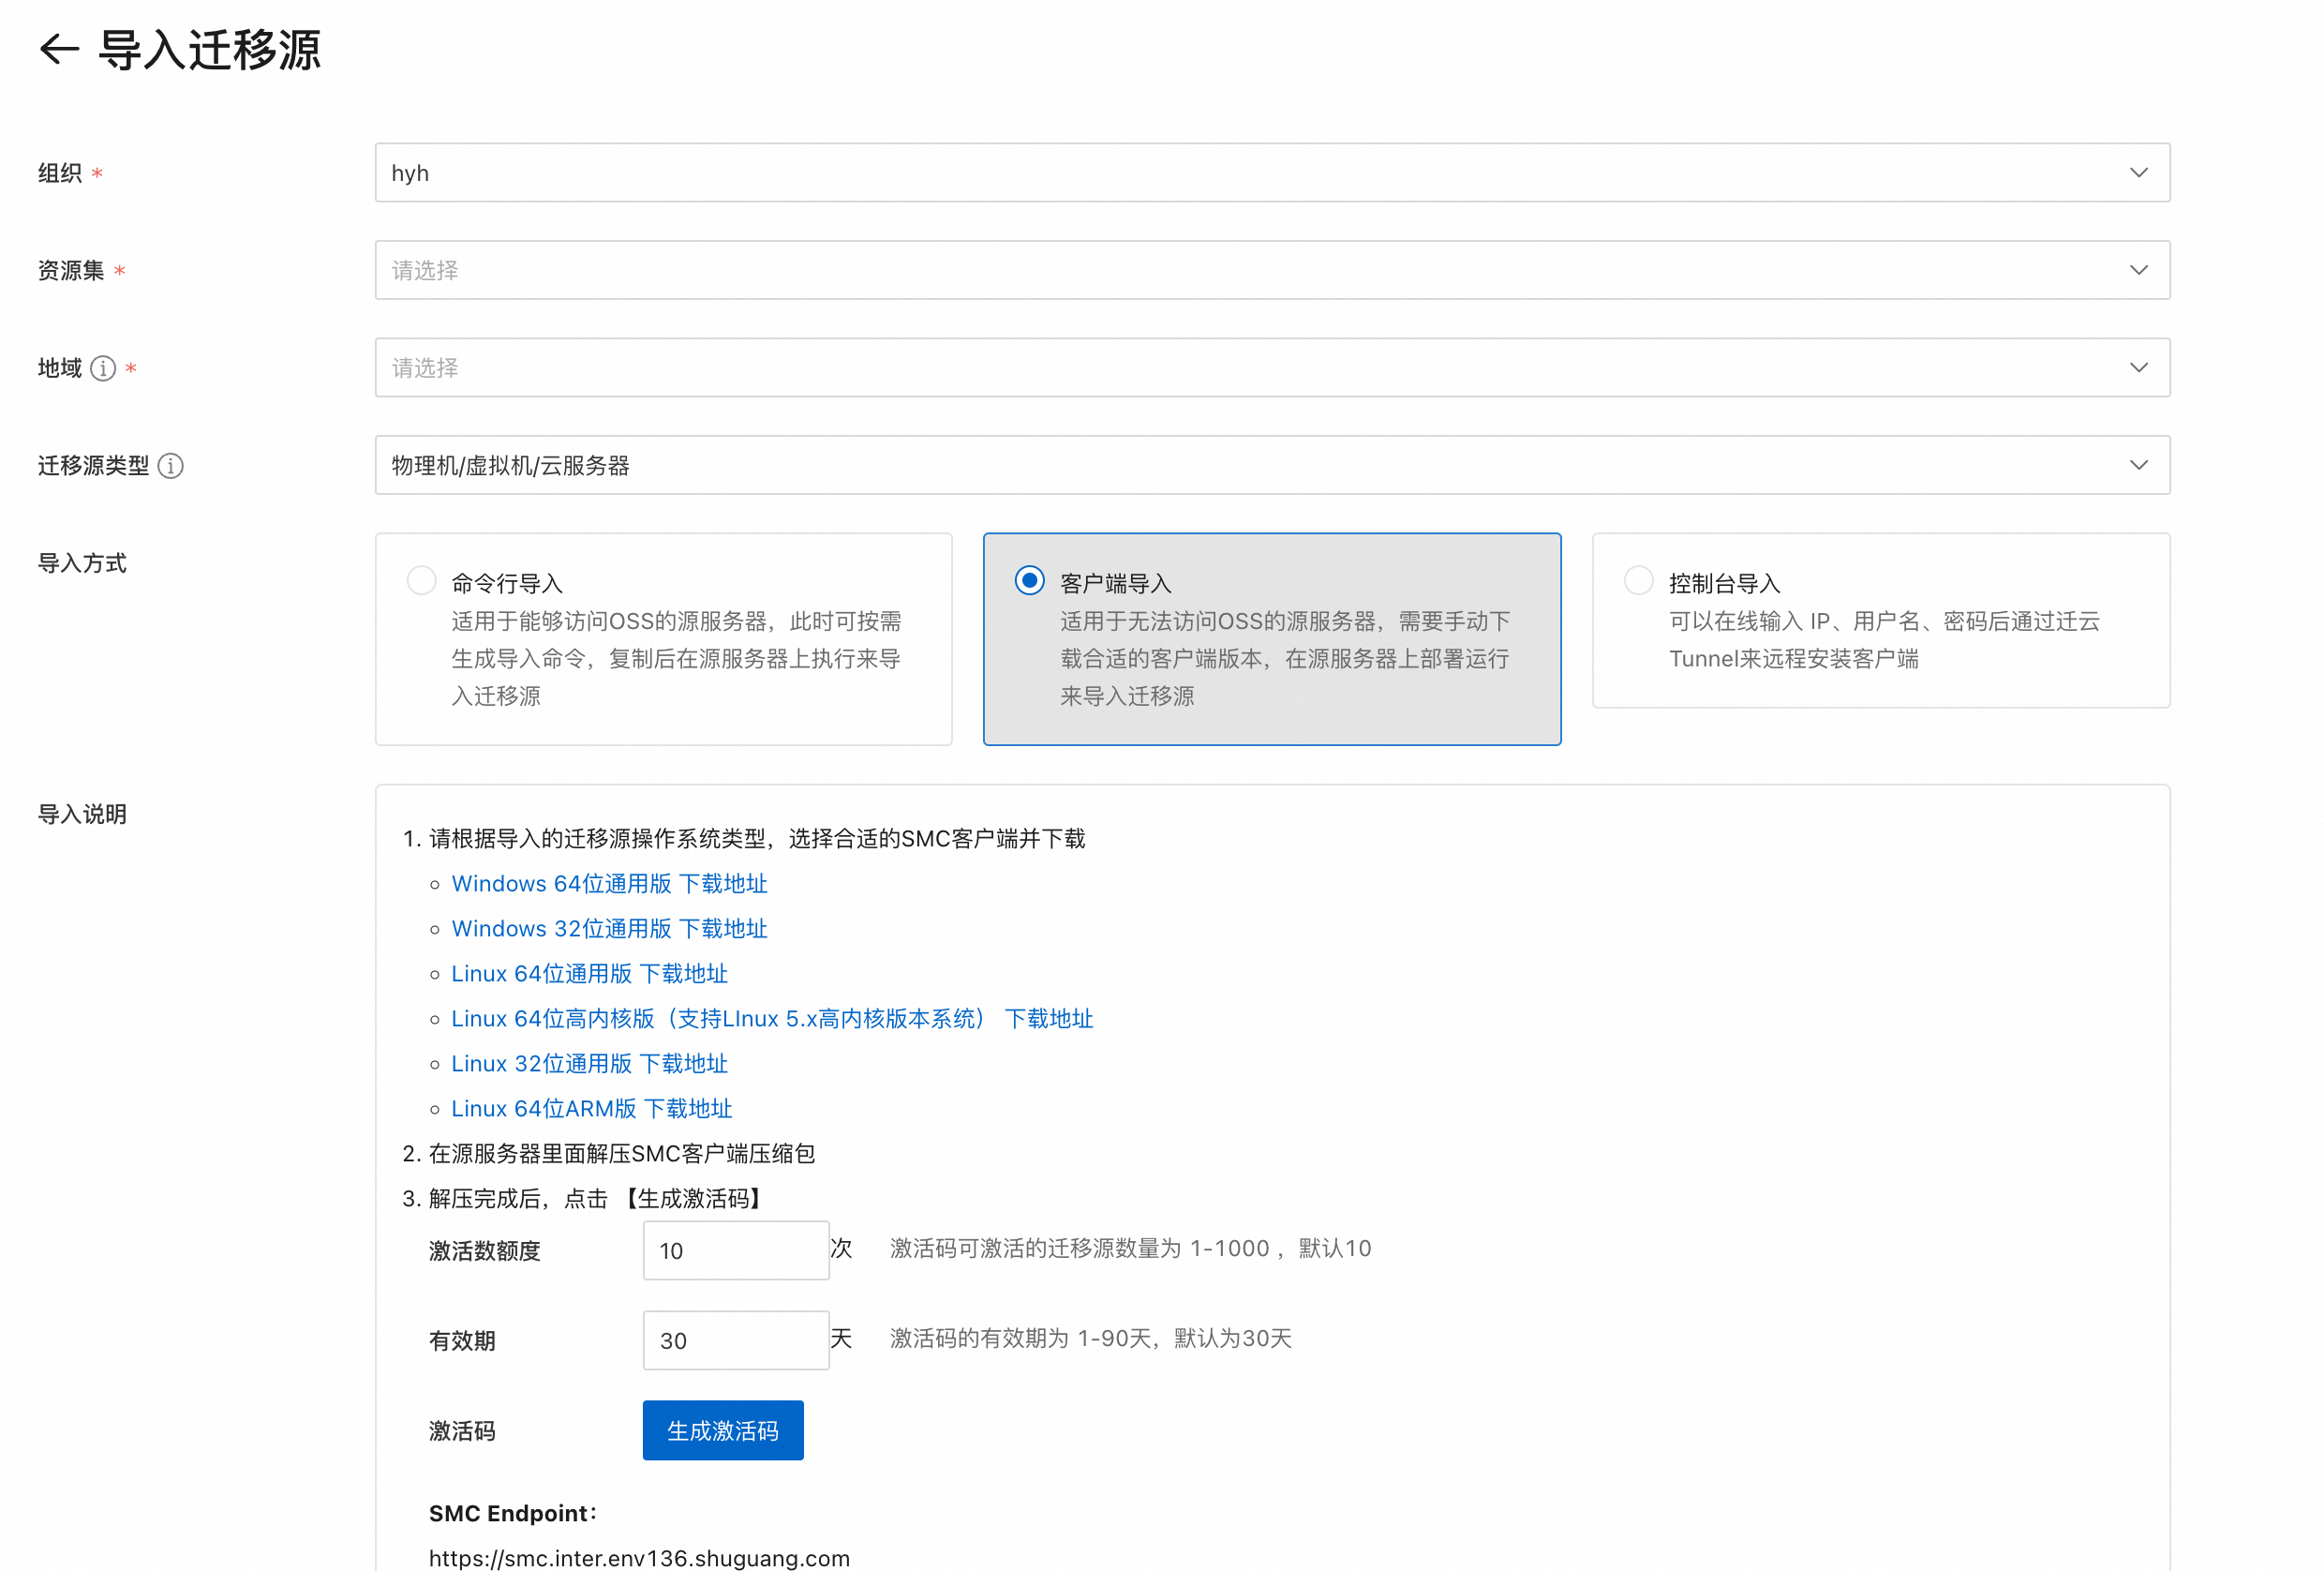 导入迁移源
组织 *
hyh
资源集 *
请选择
地域 *
请选择
迁移源类型
物理机/虚拟机/云服务器
导入方式
命令行导入
适用于能够访问OSS的源服务器，此时可按需
生成导入命令，复制后在源服务器上执行来导
入迁移源
客户端导入
适用于无法访问OSS的源服务器，需要手动下
载合适的客户端版本，在源服务器上部署运行
来导入迁移源
控制台导入
可以在线输入 IP、用户名、密码后通过迁云
Tunnel来远程安装客户端
导入说明
1. 请根据导入的迁移源操作系统类型，选择合适的SMC客户端并下载
Windows 64位通用版 下载地址
Windows 32位通用版 下载地址
Linux 64位通用版 下载地址
Linux 64位高内核版（支持LInux 5.x高内核版本系统） 下载地址
Linux 32位通用版 下载地址
Linux 64位ARM版 下载地址
2. 在源服务器里面解压SMC客户端压缩包
3. 解压完成后，点击 【生成激活码】
激活数额度 10 次 激活码可激活的迁移源数量为 1-1000 ，默认10
有效期 30 天 激活码的有效期为 1-90天，默认为30天
激活码 生成激活码
SMC Endpoint：
https://smc.inter.env136.shuguang.com